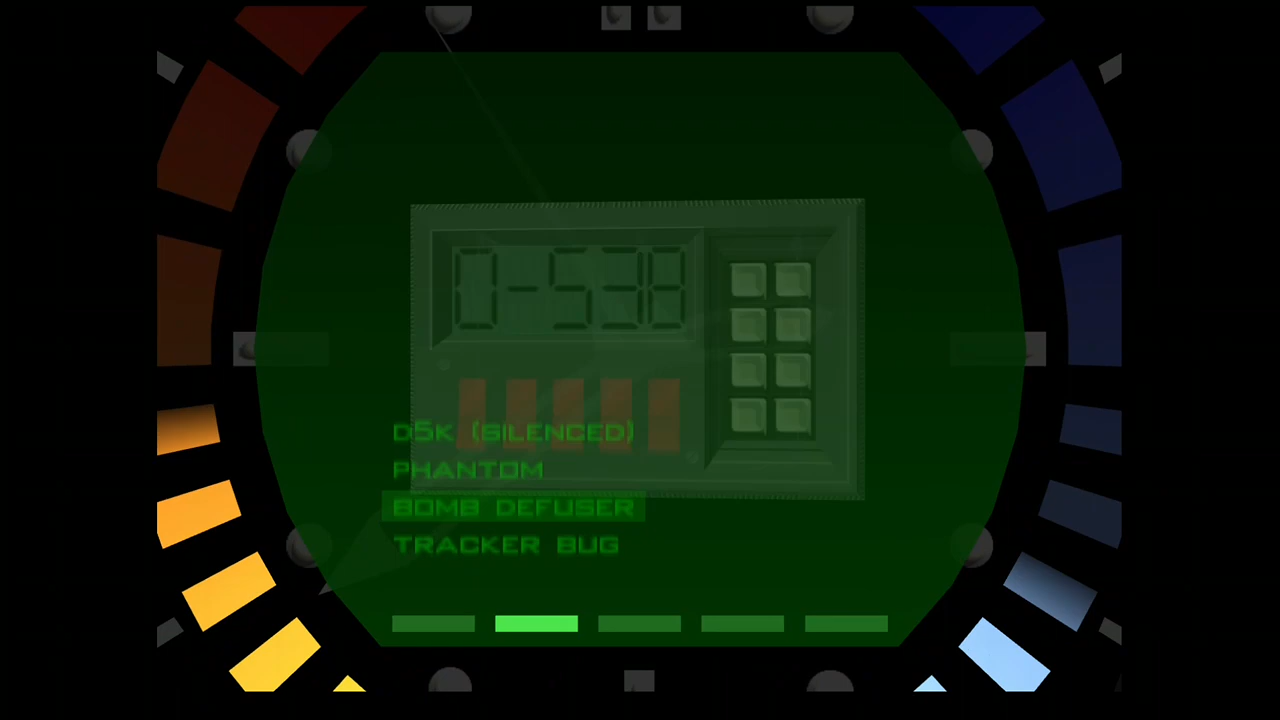 D5K (SILENCED)
PHANTOM
BOMB DEFUSER
TRACKER BUG